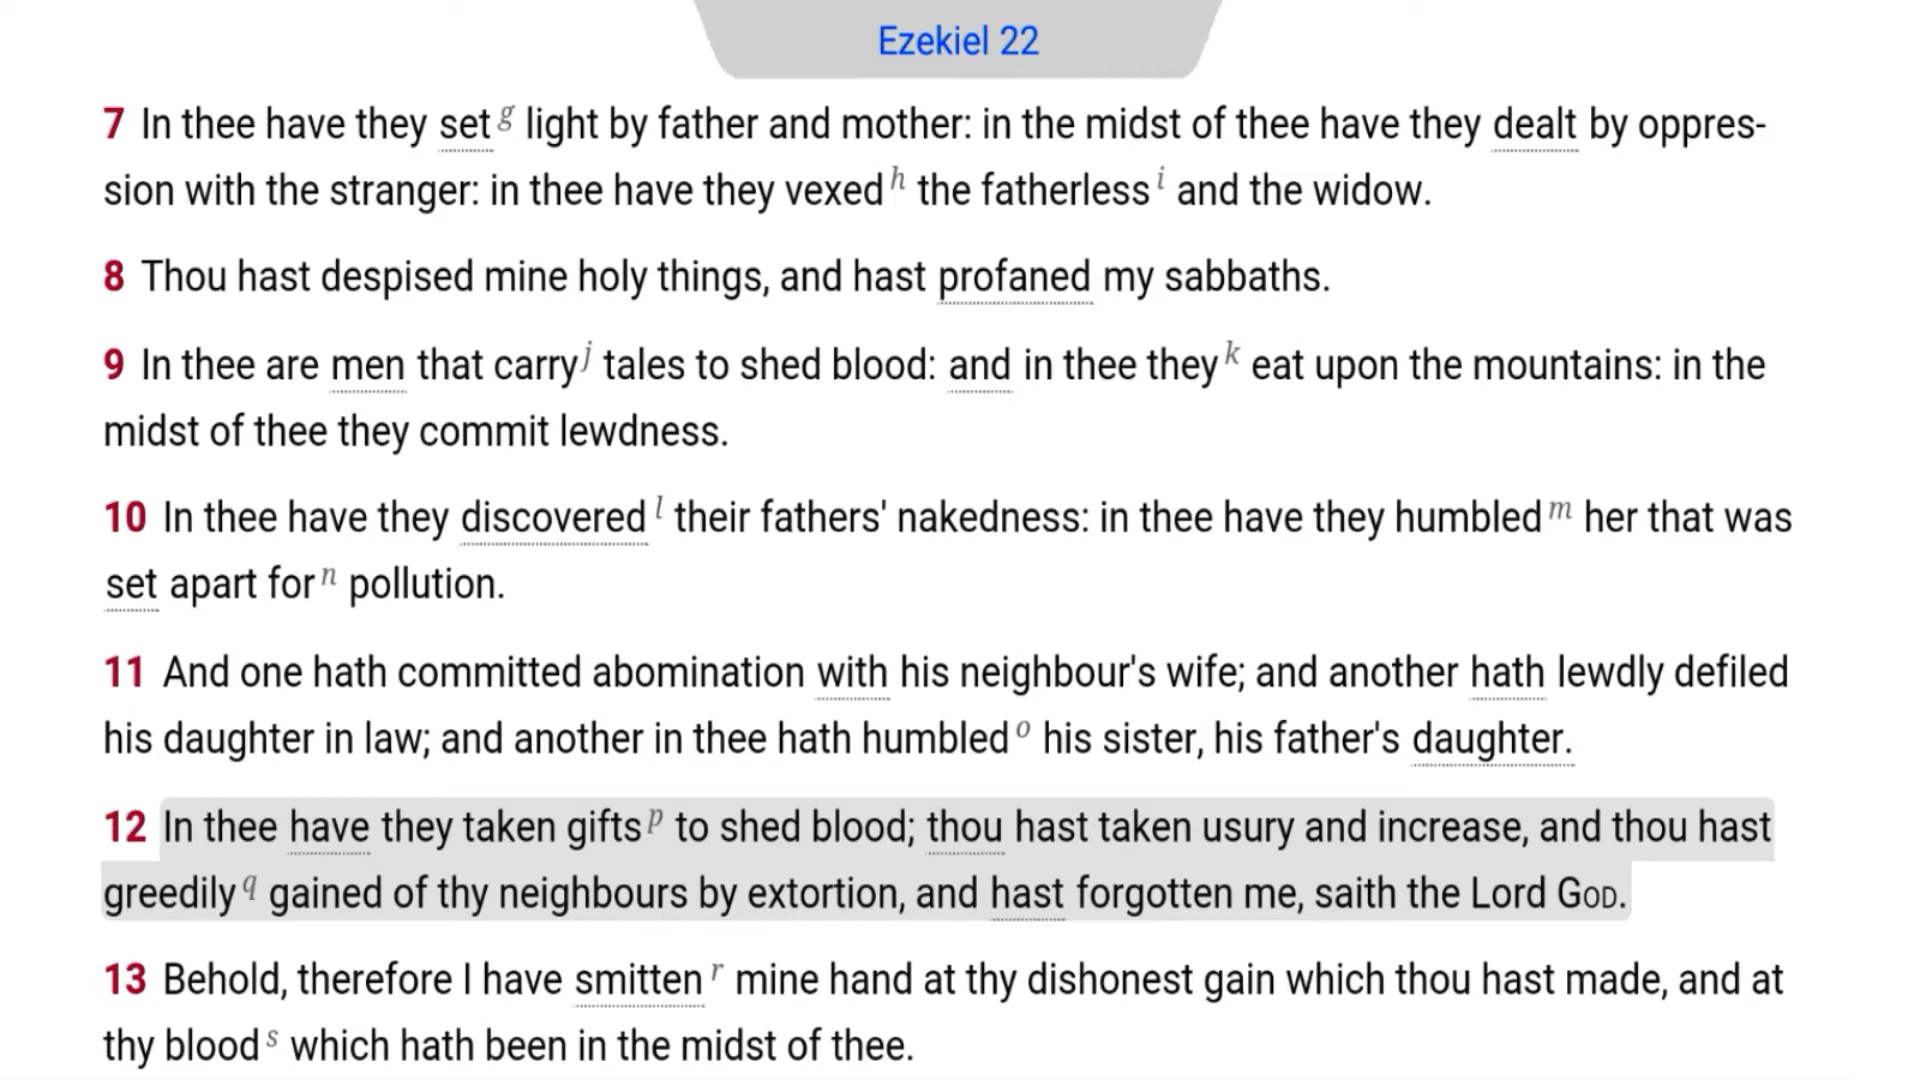 Ezekiel 22
7 In thee have they set g light by father and mother: in the midst of thee have they dealt by oppres-
sion with the stranger: in thee have they vexed h the fatherless i and the widow.
8 Thou hast despised mine holy things, and hast profaned my sabbaths.
9 In thee are men that carry j tales to shed blood: and in thee they k eat upon the mountains: in the
midst of thee they commit lewdness.
10 In thee have they discovered l their fathers' nakedness: in thee have they humbled m her that was
set apart for n pollution.
11 And one hath committed abomination with his neighbour's wife; and another hath lewdly defiled
his daughter in law; and another in thee hath humbled o his sister, his father's daughter.
12 In thee have they taken gifts p to shed blood; thou hast taken usury and increase, and thou hast
greedily q gained of thy neighbours by extortion, and hast forgotten me, saith the Lord GOD.
13 Behold, therefore I have smitten r mine hand at thy dishonest gain which thou hast made, and at
thy blood s which hath been in the midst of thee.